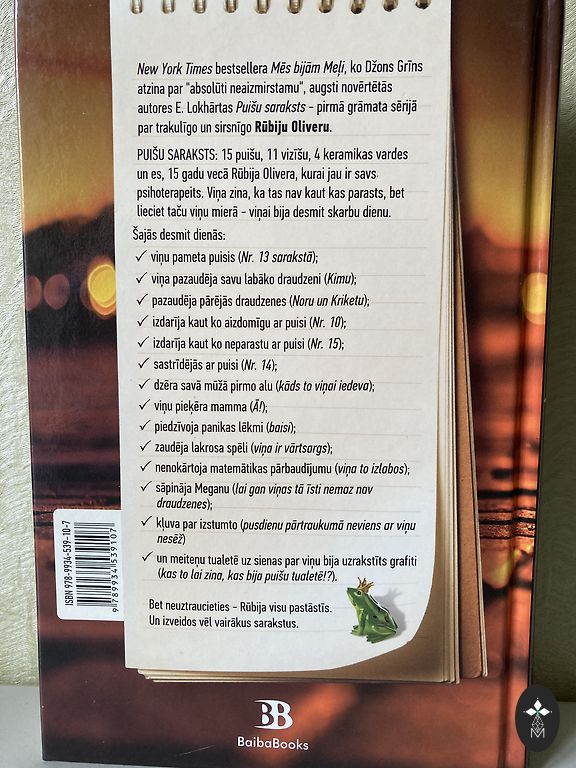 New York Times bestsellera Mēs bijām Meļi, ko Džons Grīns
atzina par "absolūti neaizmirstamu", augsti novērtētās
autores E. Lokhārtas Puišu saraksts - pirmā grāmata sērijā
par trakulīgo un sirsnīgo Rūbiju Oliveru.
PUIŠU SARAKSTS: 15 puišu, 11 vizīšu, 4 keramikas vardes
un es, 15 gadu vecā Rūbija Olivera, kurai jau ir savs
psihoterapeits. Viņa zina, ka tas nav kaut kas parasts, bet
lieciet taču viņu mierā - viņai bija desmit skarbu dienu.
Šajās desmit dienās:
✓ viņu pameta puisis (Nr. 13 sarakstā);
✓ viņa pazaudēja savu labāko draudzeni (Kimu);
✓ pazaudēja pārējās draudzenes (Noru un Kriketu);
✓ izdarīja kaut ko aizdomīgu ar puisi (Nr. 10);
✓ izdarīja kaut ko neparastu ar puisi (Nr. 15);
✓ sastrīdējās ar puisi (Nr. 14);
✓ dzēra savā mūžā pirmo alu (kāds to viņai iedeva);
✓ viņu pieķēra mamma (Ā!);
✓ piedzīvoja panikas lēkmi (baisi);
✓ zaudēja lakrosa spēli (viņa ir vārtsargs);
✓ nenokārtoja matemātikas pārbaudījumu (viņa to izlabos);
✓ sāpināja Meganu (lai gan viņas tā īsti nemaz nav
draudzenes);
✓ kļuva par izstumto (pusdienu pārtraukumā neviens ar viņu
nesēž)
✓ un meiteņu tualetē uz sienas par viņu bija uzrakstīts grafiti
(kas to lai zina, kas bija puišu tualetē!?).
Bet neuztraucieties - Rūbija visu pastāstīs.
Un izveidos vēl vairākus sarakstus.
ISBN 978-9934-539-10-7
9 789934 539107
BB
BaibaBooks
M